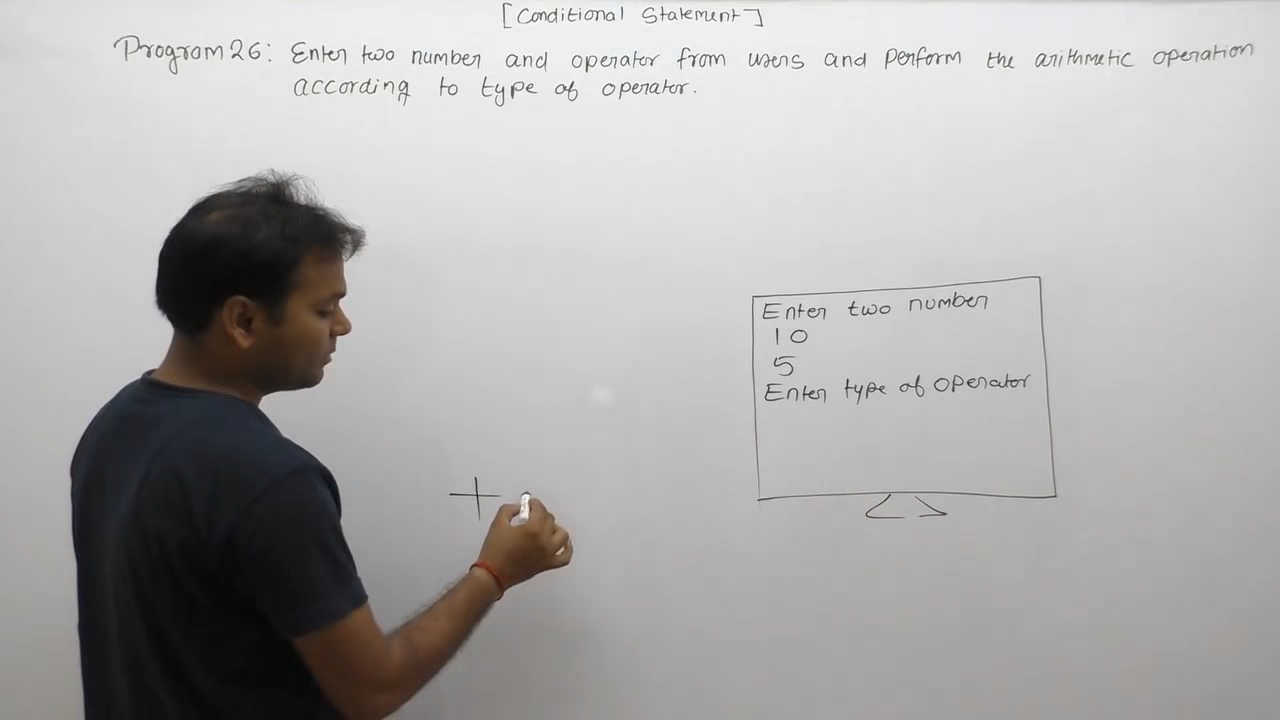 [Conditional Statement]
Program 26: Enter two number and operator from users and perform the arithmetic operation
according to type of operator.
Enter two number
10
5
Enter type of operator
+